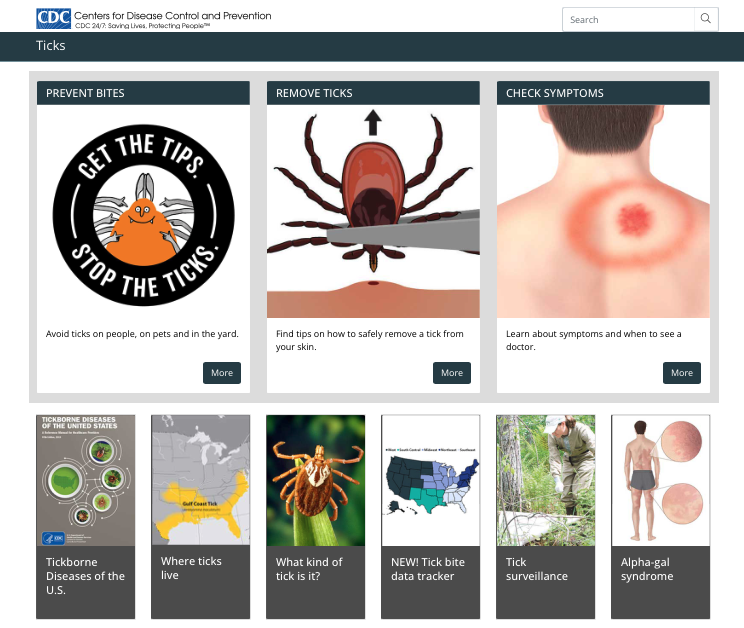 CDC
Centers for Disease Control and Prevention
CDC 24/7: Saving Lives, Protecting People™
Search
Ticks
PREVENT BITES
REMOVE TICKS
CHECK SYMPTOMS
GET THE TIPS.
STOP THE TICKS.
Avoid ticks on people, on pets and in the yard.
More
Find tips on how to safely remove a tick from
your skin.
More
Learn about symptoms and when to see a
doctor.
More
TICKBORNE DISEASES
OF THE UNITED STATES
CDC
Tickborne
Diseases of the
U.S.
Gulf Coast Tick
Where ticks
live
What kind of
tick is it?
West South Central Midwest Northeast Southeast
NEW! Tick bite
data tracker
Tick
surveillance
Alpha-gal
syndrome